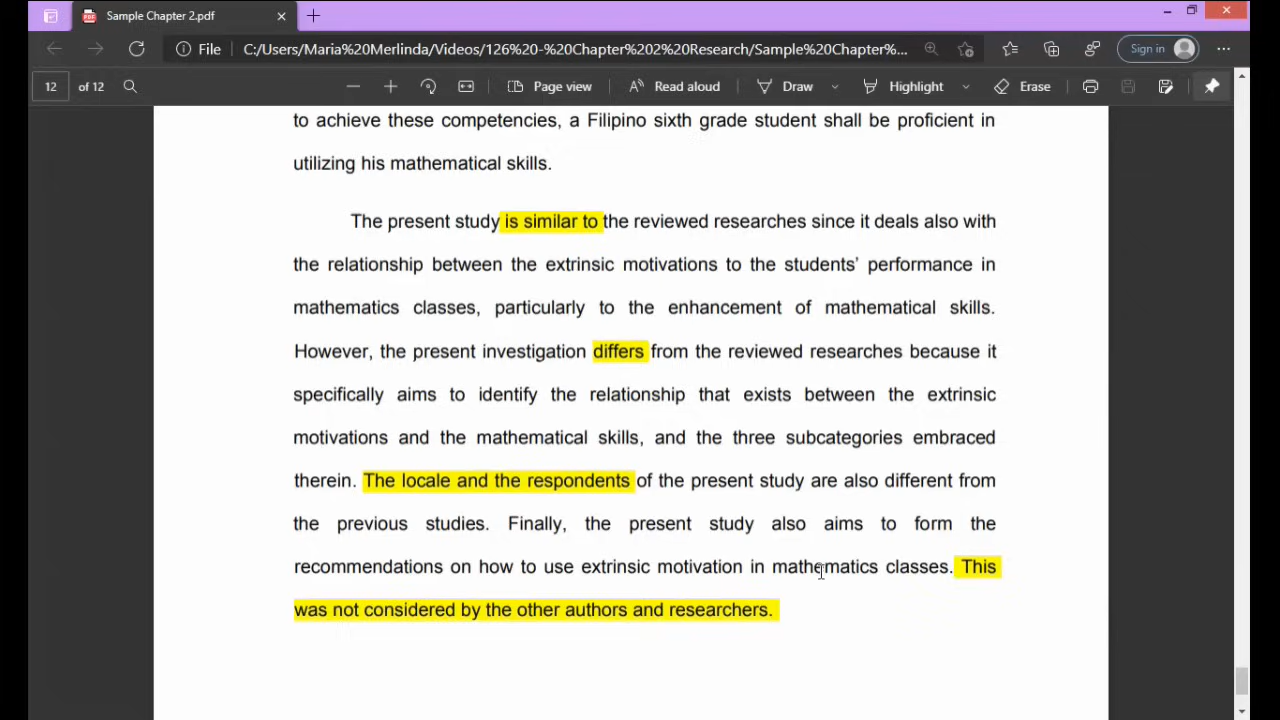 Sample Chapter 2.pdf
File C:/Users/Maria%20Merlinda/Videos/126%20-%20Chapter%202%20Research/Sample%20Chapter%... Sign in
12 of 12 Page view Read aloud Draw Highlight Erase
to achieve these competencies, a Filipino sixth grade student shall be proficient in
utilizing his mathematical skills.
The present study is similar to the reviewed researches since it deals also with
the relationship between the extrinsic motivations to the students’ performance in
mathematics classes, particularly to the enhancement of mathematical skills.
However, the present investigation differs from the reviewed researches because it
specifically aims to identify the relationship that exists between the extrinsic
motivations and the mathematical skills, and the three subcategories embraced
therein. The locale and the respondents of the present study are also different from
the previous studies. Finally, the present study also aims to form the
recommendations on how to use extrinsic motivation in mathematics classes. This
was not considered by the other authors and researchers.